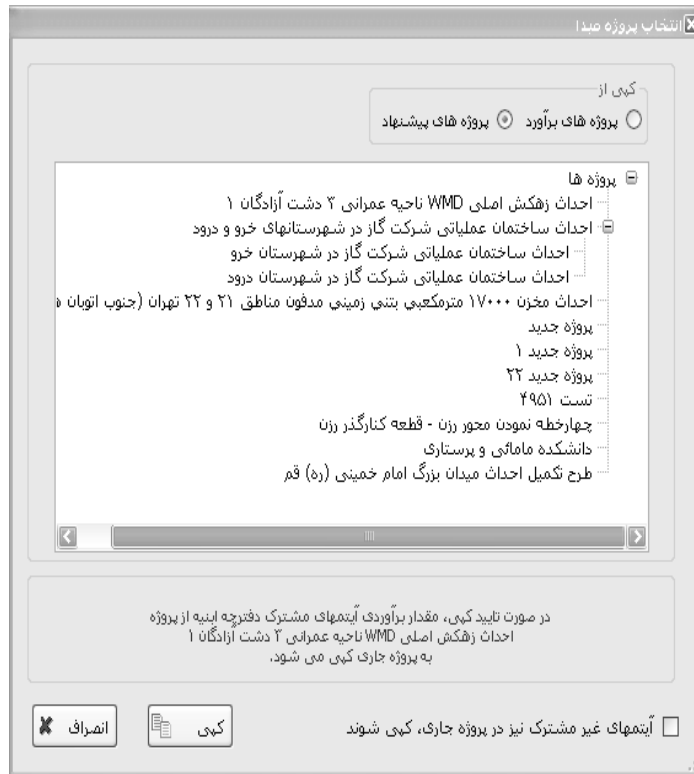 انتخاب پروژه مبدا
کپی از
پروژه های برآورد
پروژه های پیشنهاد
پروژه ها
احداث زهکش اصلی WMD ناحیه عمرانی ۳ دشت آزادگان ۱
احداث ساختمان عملیاتی شرکت گاز در شهرستانهای خرو و درود
احداث ساختمان عملیاتی شرکت گاز در شهرستان خرو
احداث ساختمان عملیاتی شرکت گاز در شهرستان درود
احداث مخزن ۱۷۰۰۰ مترمکعبي بتني زميني مدفون مناطق ۲۱ و ۲۲ تهران (جنوب اتوبان ه
پروژه جدید
پروژه جدید ۱
پروژه جدید ۲۲
تست ۴۹۵۱
چهارخطه نمودن محور رزن - قطعه کنارگذر رزن
دانشکده مامائی و پرستاری
طرح تکمیل احداث میدان بزرگ امام خمینی (ره) قم
در صورت تایید کپی، مقدار برآوردی آیتمهای مشترک دفترچه ابنیه از پروژه
احداث زهکش اصلی WMD ناحیه عمرانی ۳ دشت آزادگان ۱
به پروژه جاری کپی می شود.
آیتمهای غیر مشترک نیز در پروژه جاری، کپی شوند
کپی
انصراف